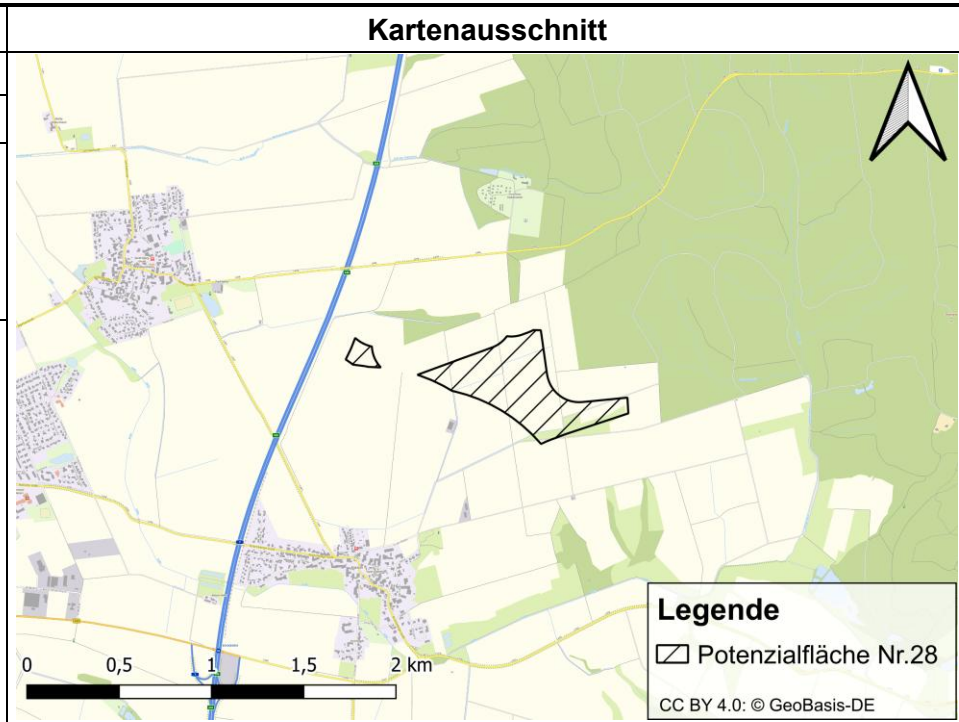 Kartenausschnitt
0 0,5 1 1,5 2 km
Legende
Potenzialfläche Nr.28
CC BY 4.0: © GeoBasis-DE